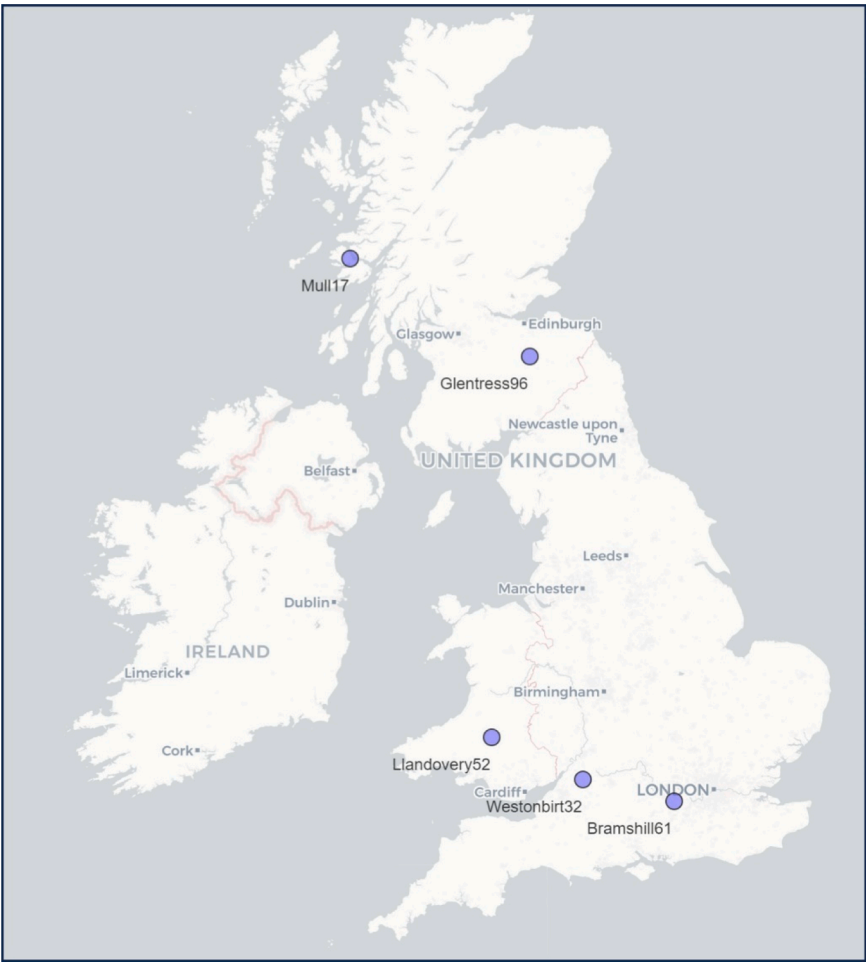 Mull17
Glasgow
Edinburgh
Glentress96
Newcastle upon
Tyne
UNITED KINGDOM
Belfast
Leeds
Manchester
Dublin
IRELAND
Limerick
Birmingham
Cork
Llandovery52
Cardiff
LONDON
Westonbirt32
Bramshill61